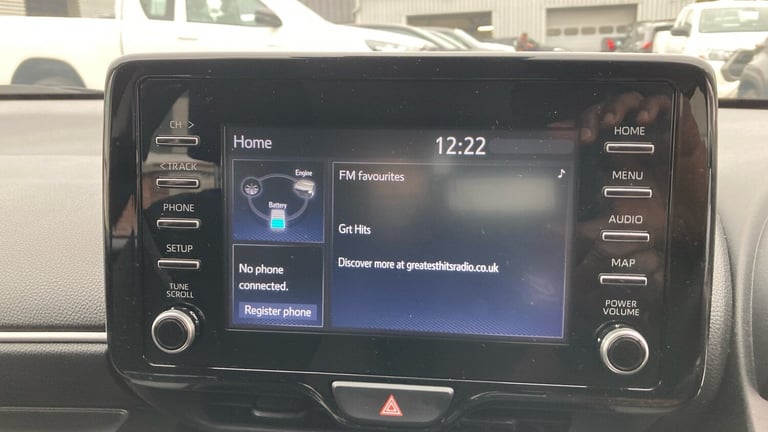 CH >
< TRACK
PHONE
SETUP
TUNE
SCROLL
Home
12:22
Engine
Battery
No phone
connected.
Register phone
FM favourites
Grt Hits
Discover more at greatesthitsradio.co.uk
HOME
MENU
AUDIO
MAP
POWER
VOLUME